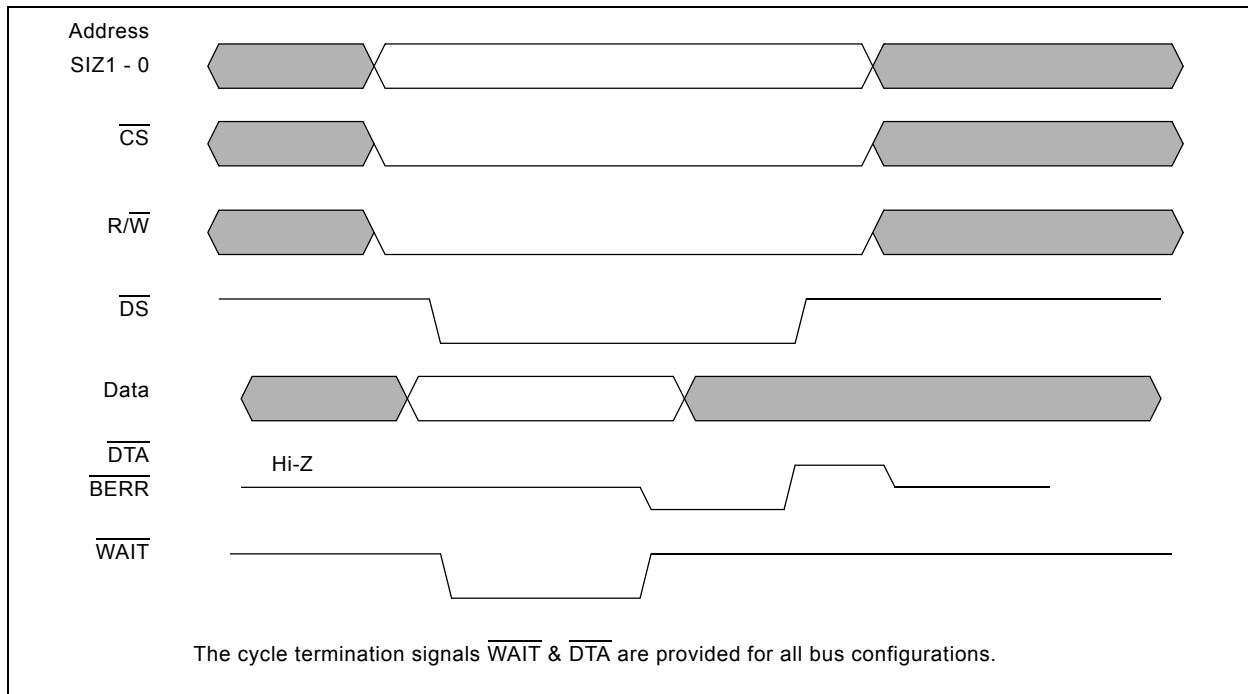 Address
SIZ1 - 0
CS
R/W
DS
Data
DTA
Hi-Z
BERR
WAIT
The cycle termination signals WAIT & DTA are provided for all bus configurations.